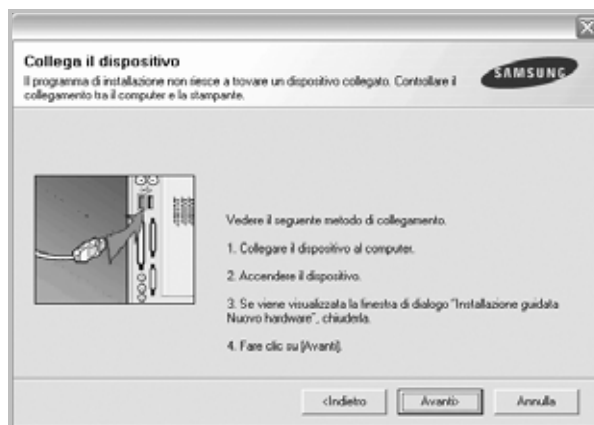 Collega il dispositivo
Il programma di installazione non riesce a trovare un dispositivo collegato. Controllare il
collegamento tra il computer e la stampante.
SAMSUNG
Vedere il seguente metodo di collegamento.
1. Collegare il dispositivo al computer.
2. Accendere il dispositivo.
3. Se viene visualizzata la finestra di dialogo "Installazione guidata
Nuovo hardware", chiuderla.
4. Fare clic su [Avanti].
<Indietro
Avanti>
Annulla